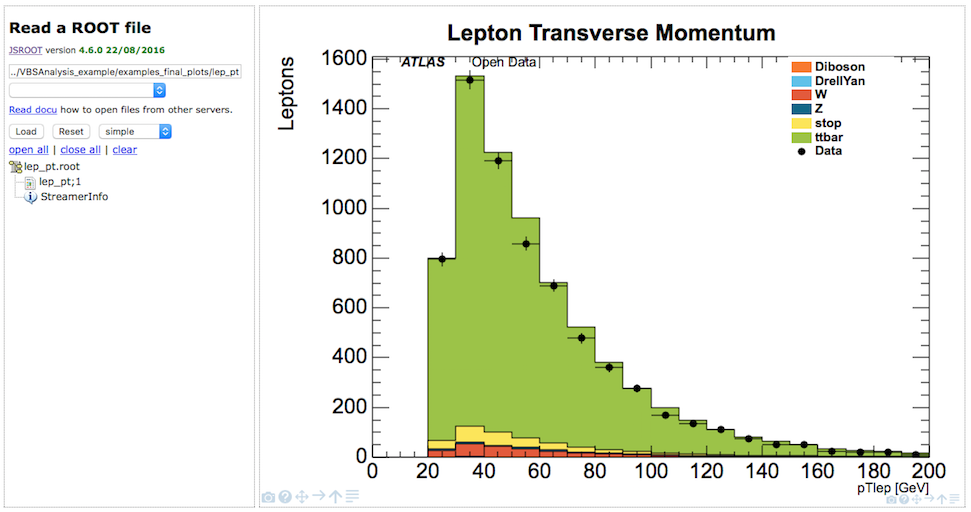 Read a ROOT file
JSROOT version 4.6.0 22/08/2016
../VBSAnalysis_example/examples_final_plots/lep_pt
Read docu how to open files from other servers.
Load Reset simple
open all | close all | clear
lep_pt.root
lep_pt;1
StreamerInfo
Lepton Transverse Momentum
ATLAS Open Data
Leptons
1600
1400
1200
1000
800
600
400
200
0
0 20 40 60 80 100 120 140 160 180 200
pTlep [GeV]
Diboson
DrellYan
W
Z
stop
ttbar
Data